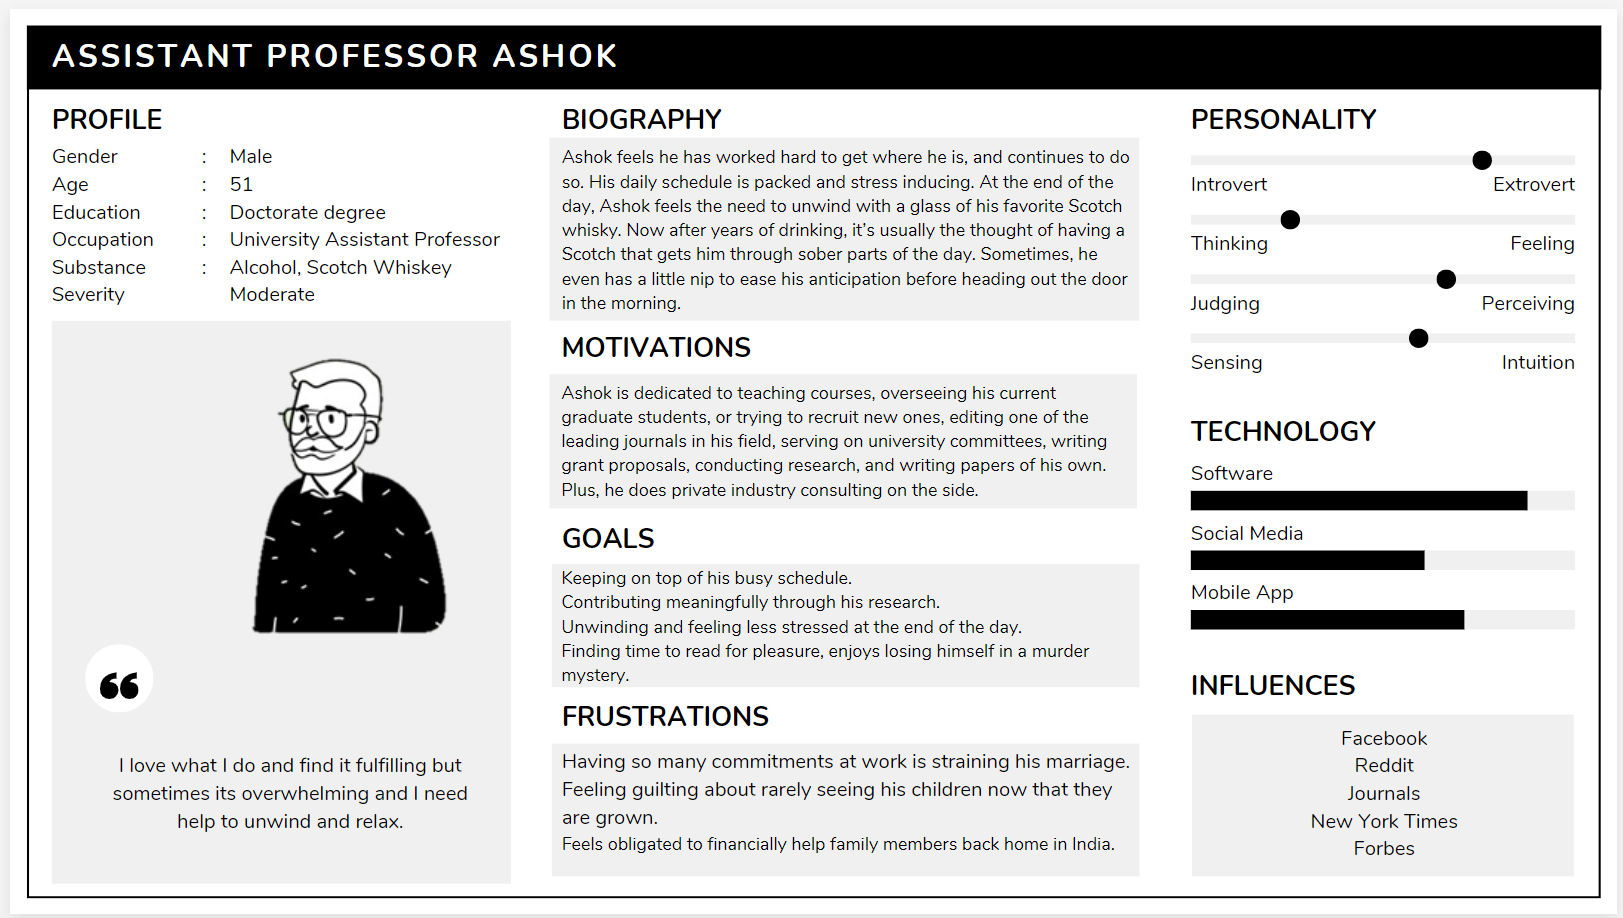 ASSISTANT PROFESSOR ASHOK
PROFILE
Gender : Male
Age : 51
Education : Doctorate degree
Occupation : University Assistant Professor
Substance : Alcohol, Scotch Whiskey
Severity Moderate
“
I love what I do and find it fulfilling but
sometimes its overwhelming and I need
help to unwind and relax.
BIOGRAPHY
Ashok feels he has worked hard to get where he is, and continues to do
so. His daily schedule is packed and stress inducing. At the end of the
day, Ashok feels the need to unwind with a glass of his favorite Scotch
whisky. Now after years of drinking, it’s usually the thought of having a
Scotch that gets him through sober parts of the day. Sometimes, he
even has a little nip to ease his anticipation before heading out the door
in the morning.
MOTIVATIONS
Ashok is dedicated to teaching courses, overseeing his current
graduate students, or trying to recruit new ones, editing one of the
leading journals in his field, serving on university committees, writing
grant proposals, conducting research, and writing papers of his own.
Plus, he does private industry consulting on the side.
GOALS
Keeping on top of his busy schedule.
Contributing meaningfully through his research.
Unwinding and feeling less stressed at the end of the day.
Finding time to read for pleasure, enjoys losing himself in a murder
mystery.
FRUSTRATIONS
Having so many commitments at work is straining his marriage.
Feeling guilting about rarely seeing his children now that they
are grown.
Feels obligated to financially help family members back home in India.
PERSONALITY
Introvert Extrovert
Thinking Feeling
Judging Perceiving
Sensing Intuition
TECHNOLOGY
Software
Social Media
Mobile App
INFLUENCES
Facebook
Reddit
Journals
New York Times
Forbes